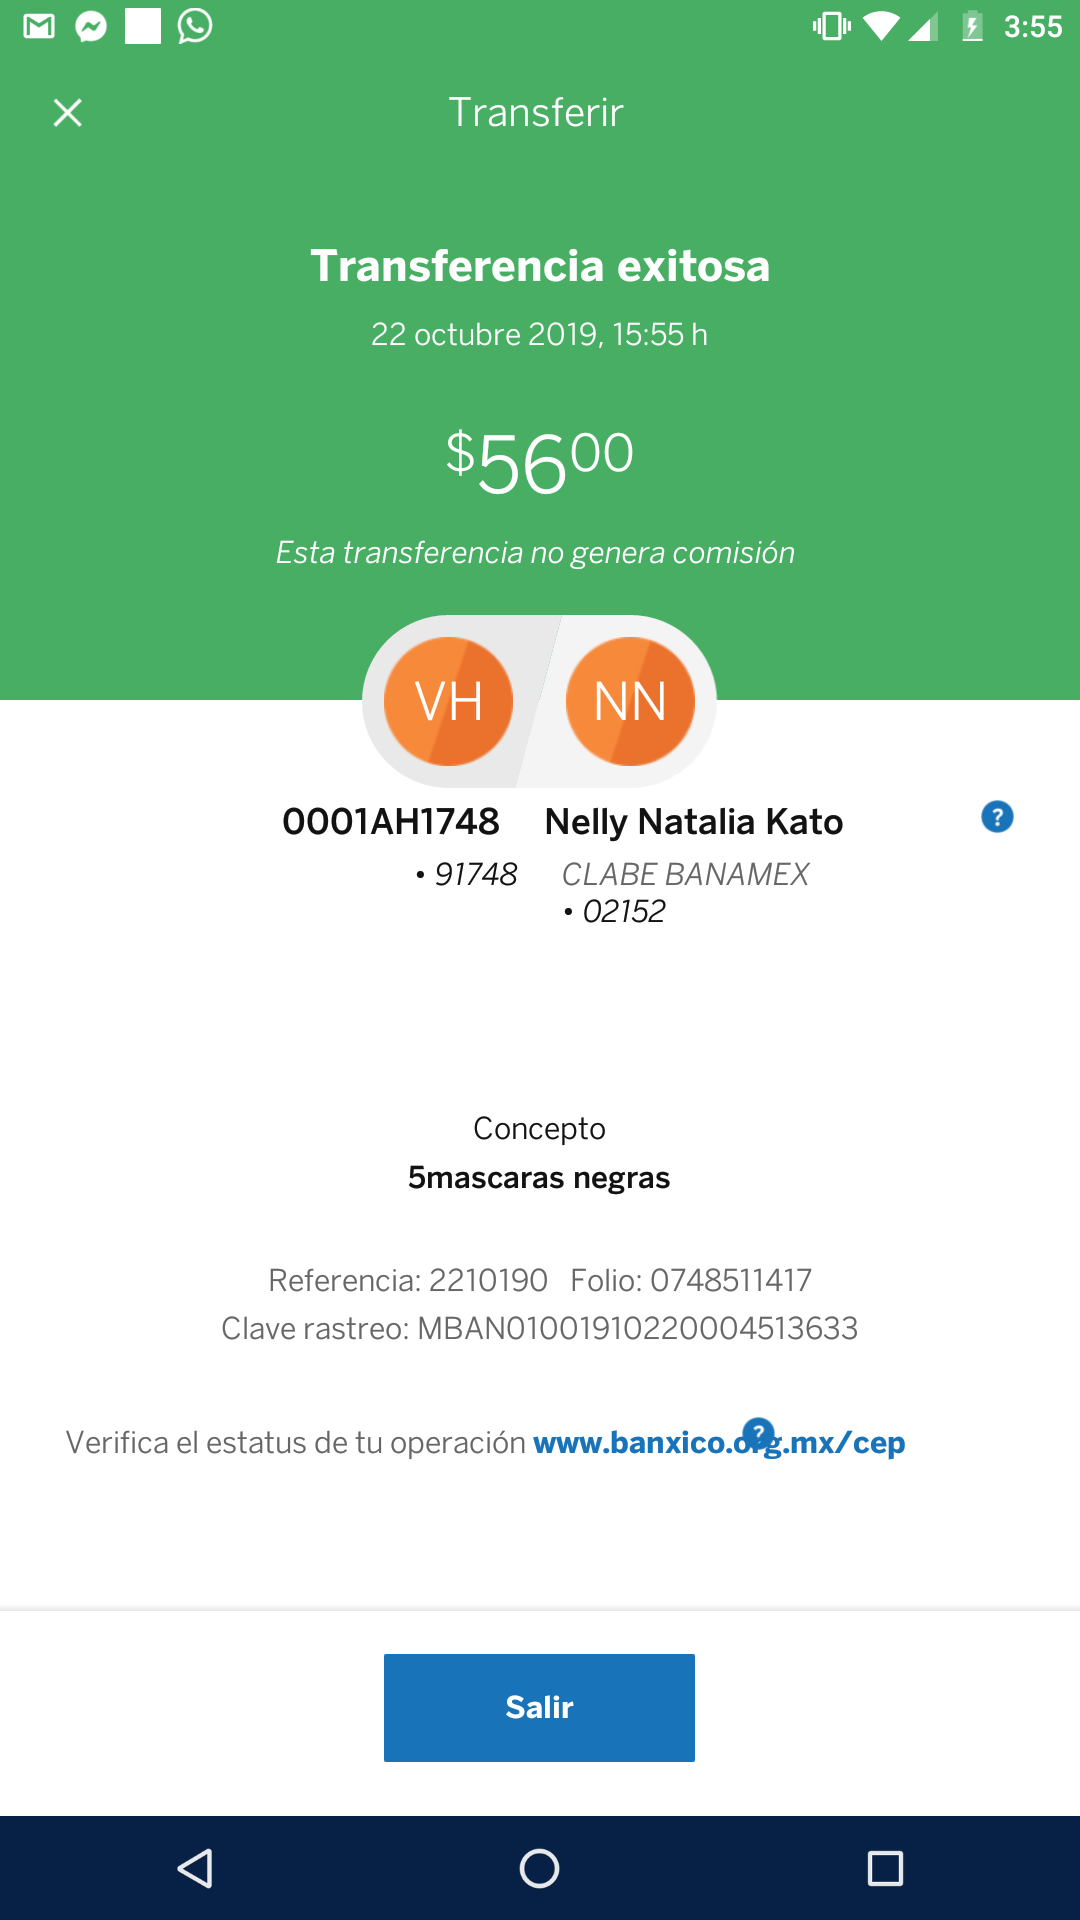 3:55
Transferir
Transferencia exitosa
22 octubre 2019, 15:55 h
$5600
Esta transferencia no genera comisión
VH NN
0001AH1748 Nelly Natalia Kato ?
• 91748 CLABE BANAMEX
• 02152
Concepto
5mascaras negras
Referencia: 2210190 Folio: 0748511417
Clave rastreo: MBAN01001910220004513633
Verifica el estatus de tu operación www.banxico.org.mx/cep ?
Salir